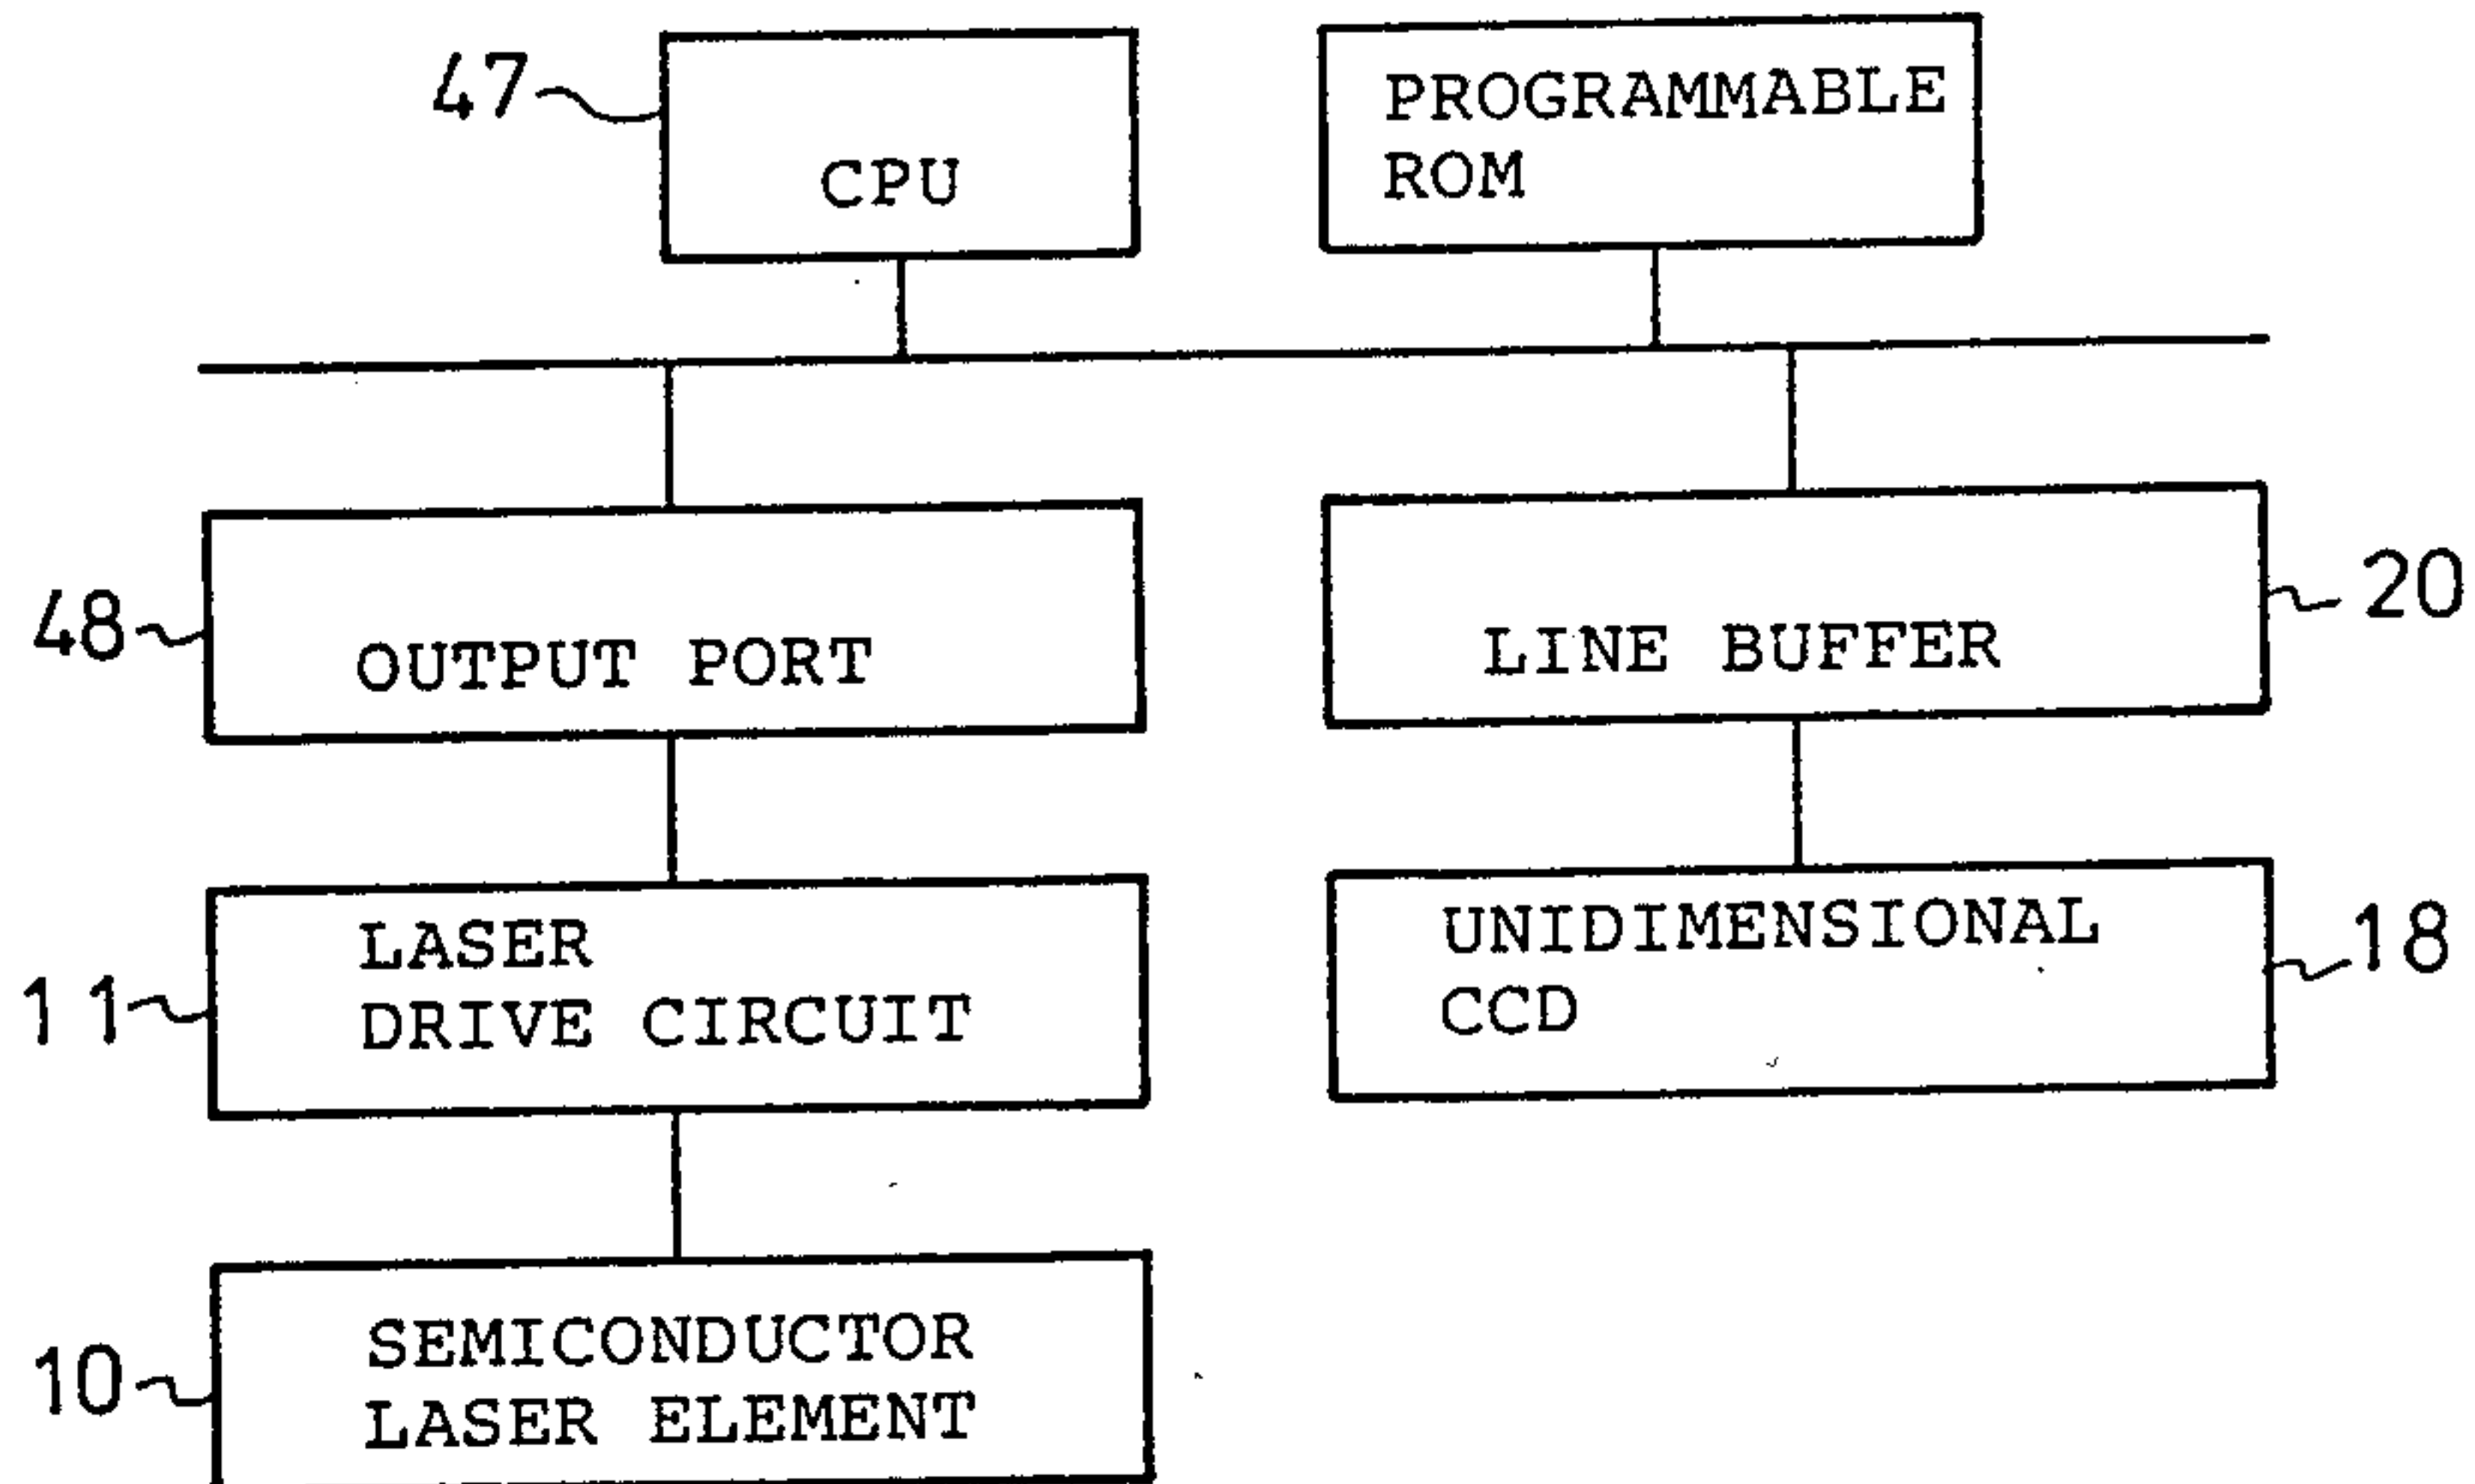 47
CPU
PROGRAMMABLE
ROM
48
OUTPUT PORT
LINE BUFFER
20
11
LASER
DRIVE CIRCUIT
UNIDIMENSIONAL
CCD
18
10
SEMICONDUCTOR
LASER ELEMENT